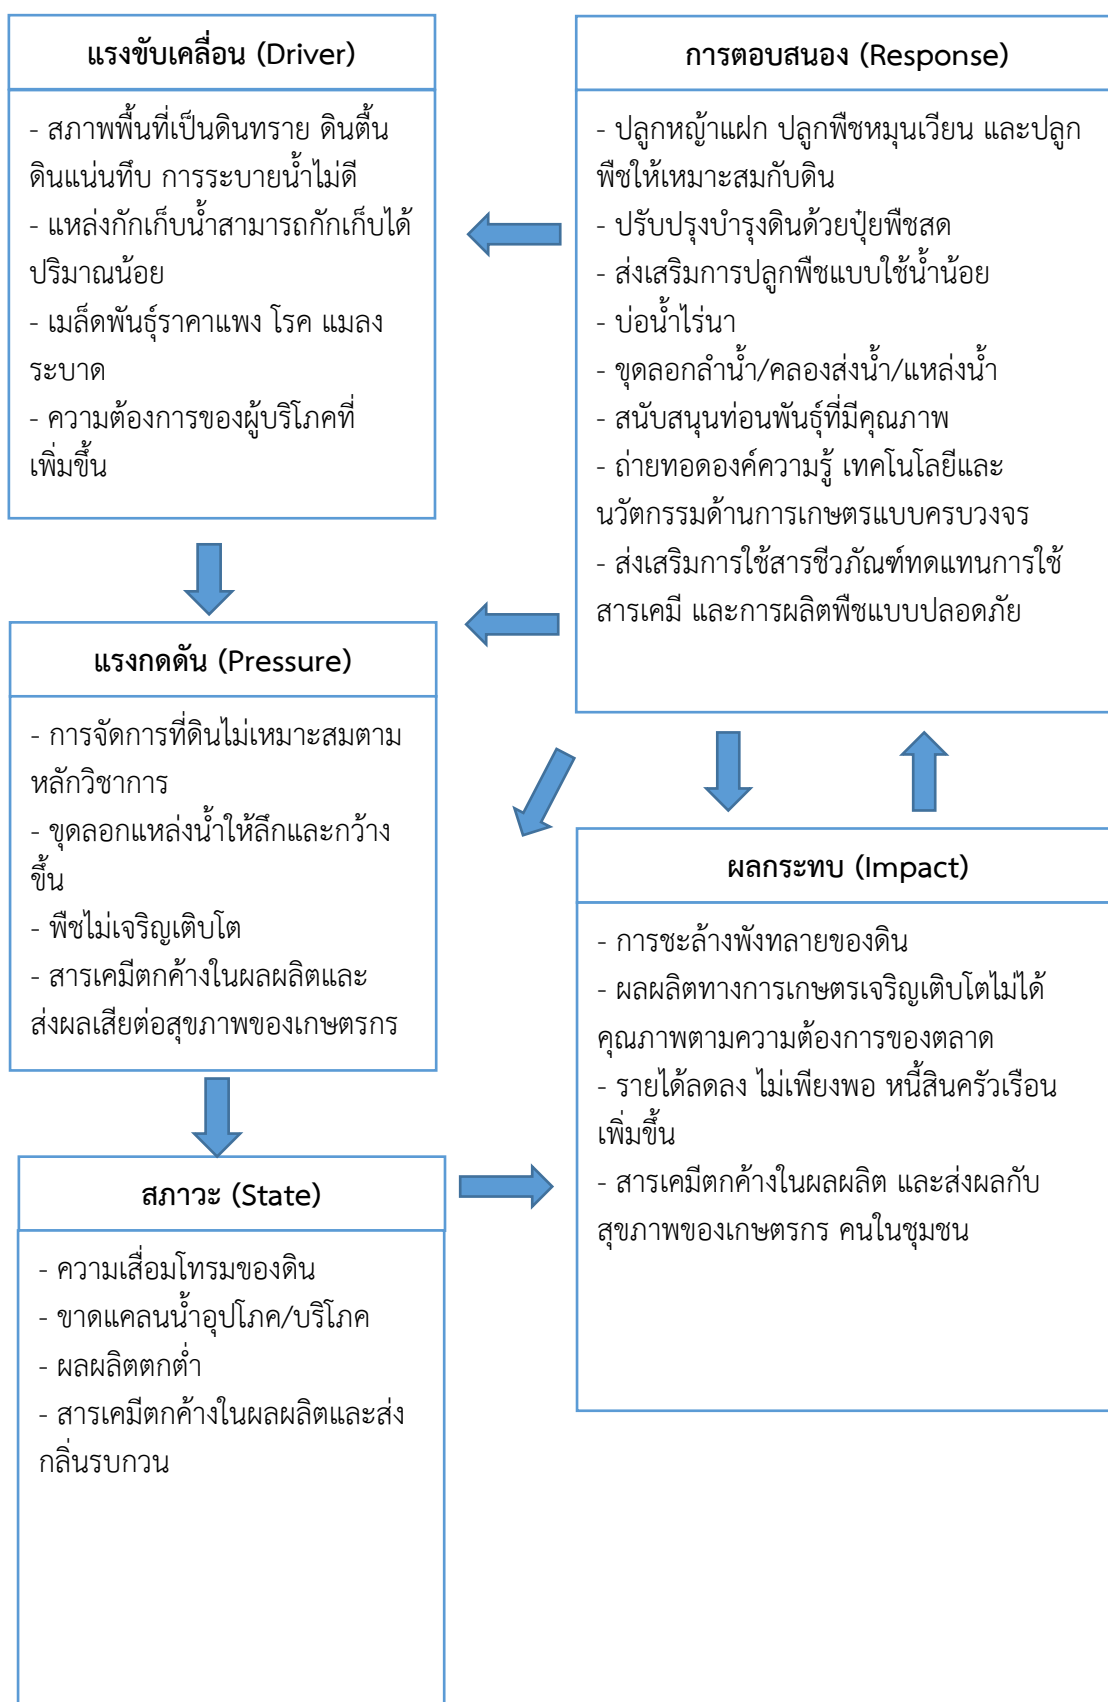 แรงขับเคลื่อน (Driver)
- สภาพพื้นที่เป็นดินทราย ดินตื้น
ดินแน่นทึบ การระบายน้ำไม่ดี
- แหล่งกักเก็บน้ำสามารถกักเก็บได้
ปริมาณน้อย
- เมล็ดพันธุ์ราคาแพง โรค แมลง
ระบาด
- ความต้องการของผู้บริโภคที่
เพิ่มขึ้น
การตอบสนอง (Response)
- ปลูกหญ้าแฝก ปลูกพืชหมุนเวียน และปลูก
พืชให้เหมาะสมกับดิน
- ปรับปรุงบำรุงดินด้วยปุ๋ยพืชสด
- ส่งเสริมการปลูกพืชแบบใช้น้ำน้อย
- บ่อน้ำไร่นา
- ขุดลอกลำน้ำ/คลองส่งน้ำ/แหล่งน้ำ
- สนับสนุนท่อนพันธุ์ที่มีคุณภาพ
- ถ่ายทอดองค์ความรู้ เทคโนโลยีและ
นวัตกรรมด้านการเกษตรแบบครบวงจร
- ส่งเสริมการใช้สารชีวภัณฑ์ทดแทนการใช้
สารเคมี และการผลิตพืชแบบปลอดภัย
แรงกดดัน (Pressure)
- การจัดการที่ดินไม่เหมาะสมตาม
หลักวิชาการ
- ขุดลอกแหล่งน้ำให้ลึกและกว้าง
ขึ้น
- พืชไม่เจริญเติบโต
- สารเคมีตกค้างในผลผลิตและ
ส่งผลเสียต่อสุขภาพของเกษตรกร
ผลกระทบ (Impact)
- การชะล้างพังทลายของดิน
- ผลผลิตทางการเกษตรเจริญเติบโตไม่ได้
คุณภาพตามความต้องการของตลาด
- รายได้ลดลง ไม่เพียงพอ หนี้สินครัวเรือน
เพิ่มขึ้น
- สารเคมีตกค้างในผลผลิต และส่งผลกับ
สุขภาพของเกษตรกร คนในชุมชน
สภาวะ (State)
- ความเสื่อมโทรมของดิน
- ขาดแคลนน้ำอุปโภค/บริโภค
- ผลผลิตตกต่ำ
- สารเคมีตกค้างในผลผลิตและส่ง
กลิ่นรบกวน